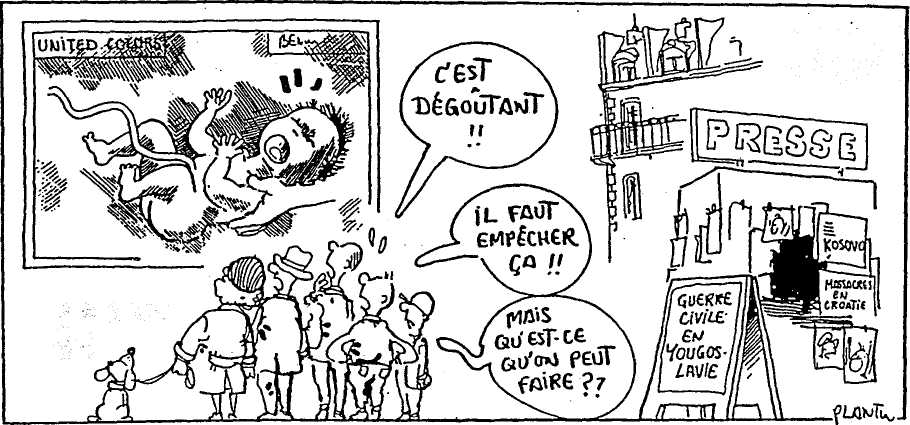 UNITED COLORS
C'EST
DÉGOÛTANT
!!
IL FAUT
EMPÊCHER
ÇA !!
MAIS
QU'EST-CE
QU'ON PEUT
FAIRE ??
PRESSE
KOSOVO
MASSACRES
EN
CROATIE
GUERRE
CIVILE
EN
YOUGOS-
LAVIE
PLANTU